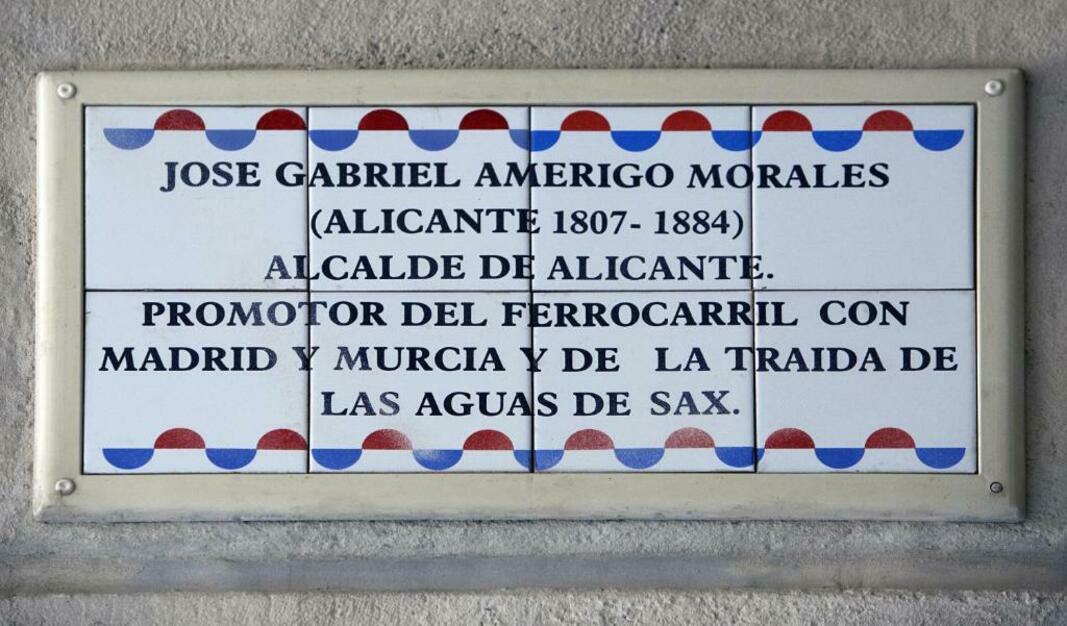 JOSE GABRIEL AMERIGO MORALES
(ALICANTE 1807- 1884)
ALCALDE DE ALICANTE.
PROMOTOR DEL FERROCARRIL CON
MADRID Y MURCIA Y DE LA TRAIDA DE
LAS AGUAS DE SAX.